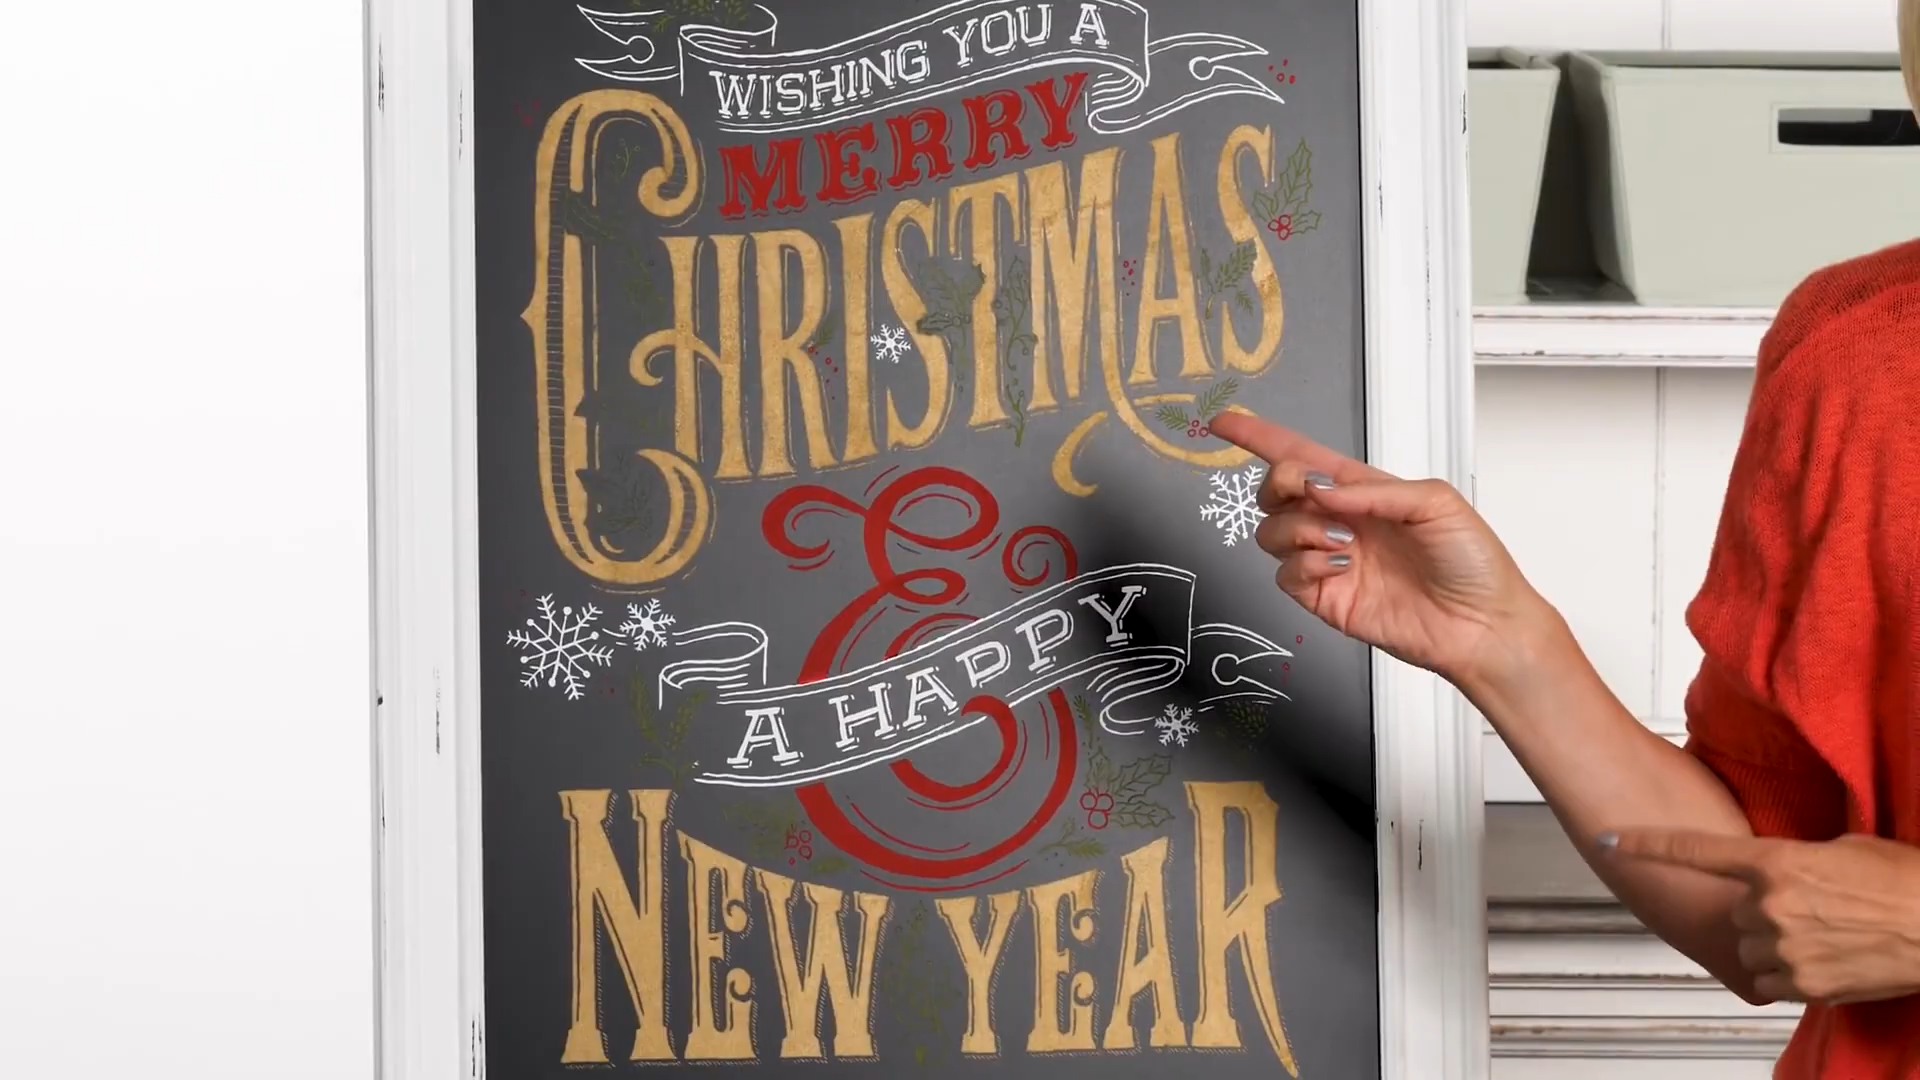 WISHING YOU A
MERRY
CHRISTMAS
&
A HAPPY
NEW YEAR